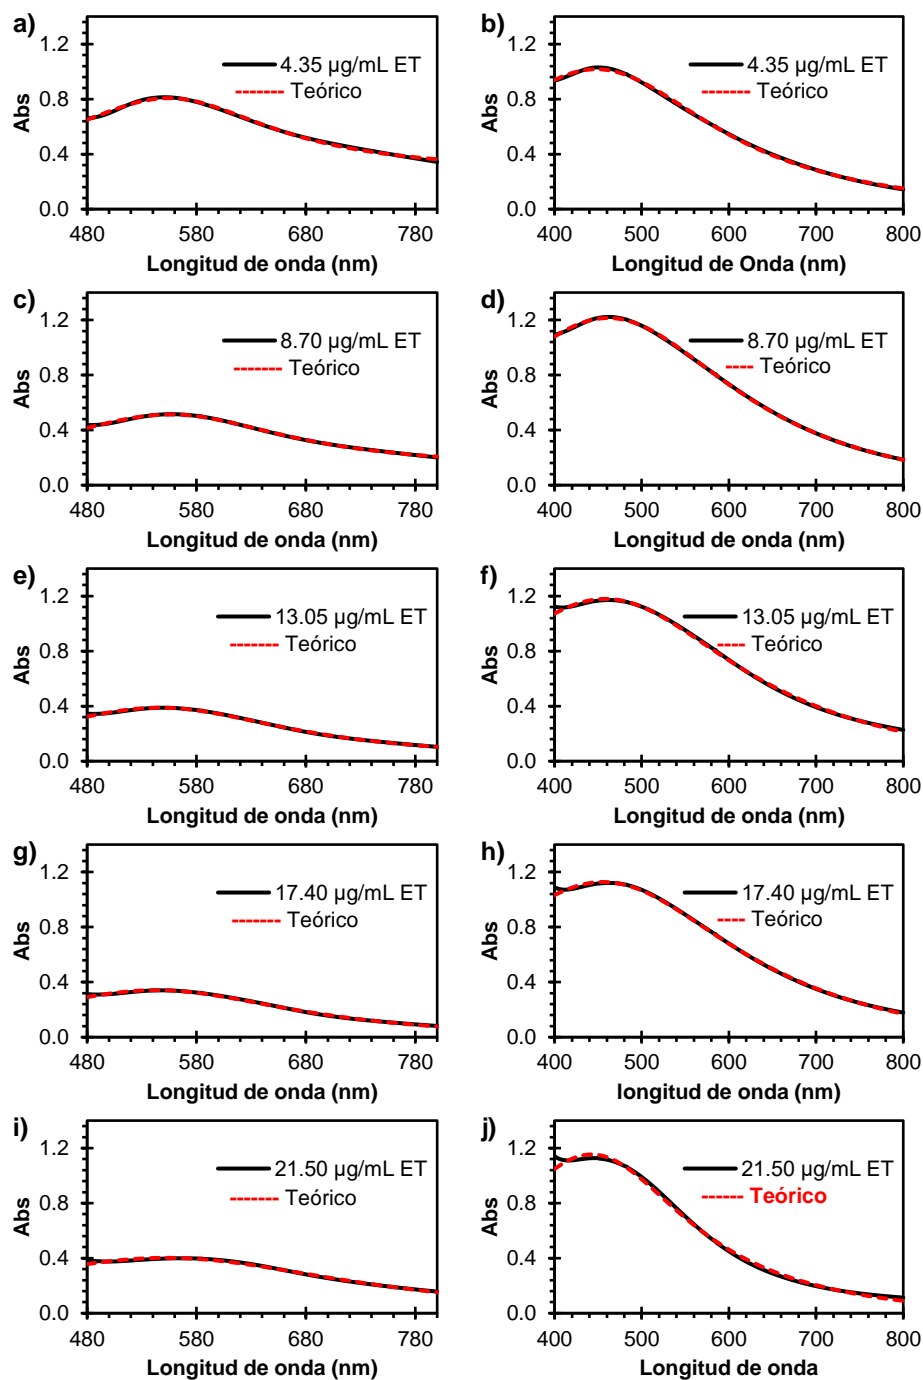 a)
1.2
0.8
0.4
0.0
Abs
4.35 µg/mL ET
Teórico
480 580 680 780
Longitud de onda (nm)
b)
1.2
0.8
0.4
0.0
Abs
4.35 µg/mL ET
Teórico
400 500 600 700 800
Longitud de Onda (nm)
c)
1.2
0.8
0.4
0.0
Abs
8.70 µg/mL ET
Teórico
480 580 680 780
Longitud de onda (nm)
d)
1.2
0.8
0.4
0.0
Abs
8.70 µg/mL ET
Teórico
400 500 600 700 800
Longitud de onda (nm)
e)
1.2
0.8
0.4
0.0
Abs
13.05 µg/mL ET
Teórico
480 580 680 780
Longitud de onda (nm)
f)
1.2
0.8
0.4
0.0
Abs
13.05 µg/mL ET
Teórico
400 500 600 700 800
Longitud de onda (nm)
g)
1.2
0.8
0.4
0.0
Abs
17.40 µg/mL ET
Teórico
480 580 680 780
Longitud de onda (nm)
h)
1.2
0.8
0.4
0.0
Abs
17.40 µg/mL ET
Teórico
400 500 600 700 800
longitud de onda (nm)
i)
1.2
0.8
0.4
0.0
Abs
21.50 µg/mL ET
Teórico
480 580 680 780
Longitud de onda (nm)
j)
1.2
0.8
0.4
0.0
Abs
21.50 µg/mL ET
Teórico
400 500 600 700 800
Longitud de onda